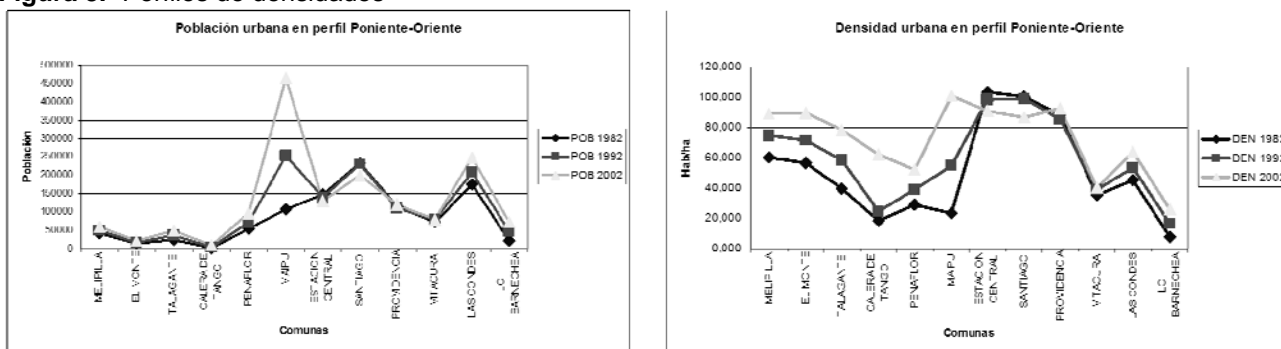 Figura 3. Perfiles de densidades
Población urbana en perfil Poniente-Oriente
Población
500000
450000
400000
350000
300000
250000
200000
150000
100000
50000
0
MELIPILLA
EL MONTE
TALAGANTE
CALERA DE TANGO
PENAFLOR
MAIPU
ESTACION CENTRAL
SANTIAGO
PROVIDENCIA
VITACURA
LAS CONDES
LO BARNECHEA
Comunas
POB 1982
POB 1992
POB 2002
Densidad urbana en perfil Poniente-Oriente
Hab/ha
120,000
100,000
80,000
60,000
40,000
20,000
0,000
MELIPILLA
EL MONTE
TALAGANTE
CALERA DE TANGO
PENAFLOR
MAIPU
ESTACION CENTRAL
SANTIAGO
PROVIDENCIA
VITACURA
LAS CONDES
LO BARNECHEA
Comunas
DEN 1982
DEN 1992
DEN 2002